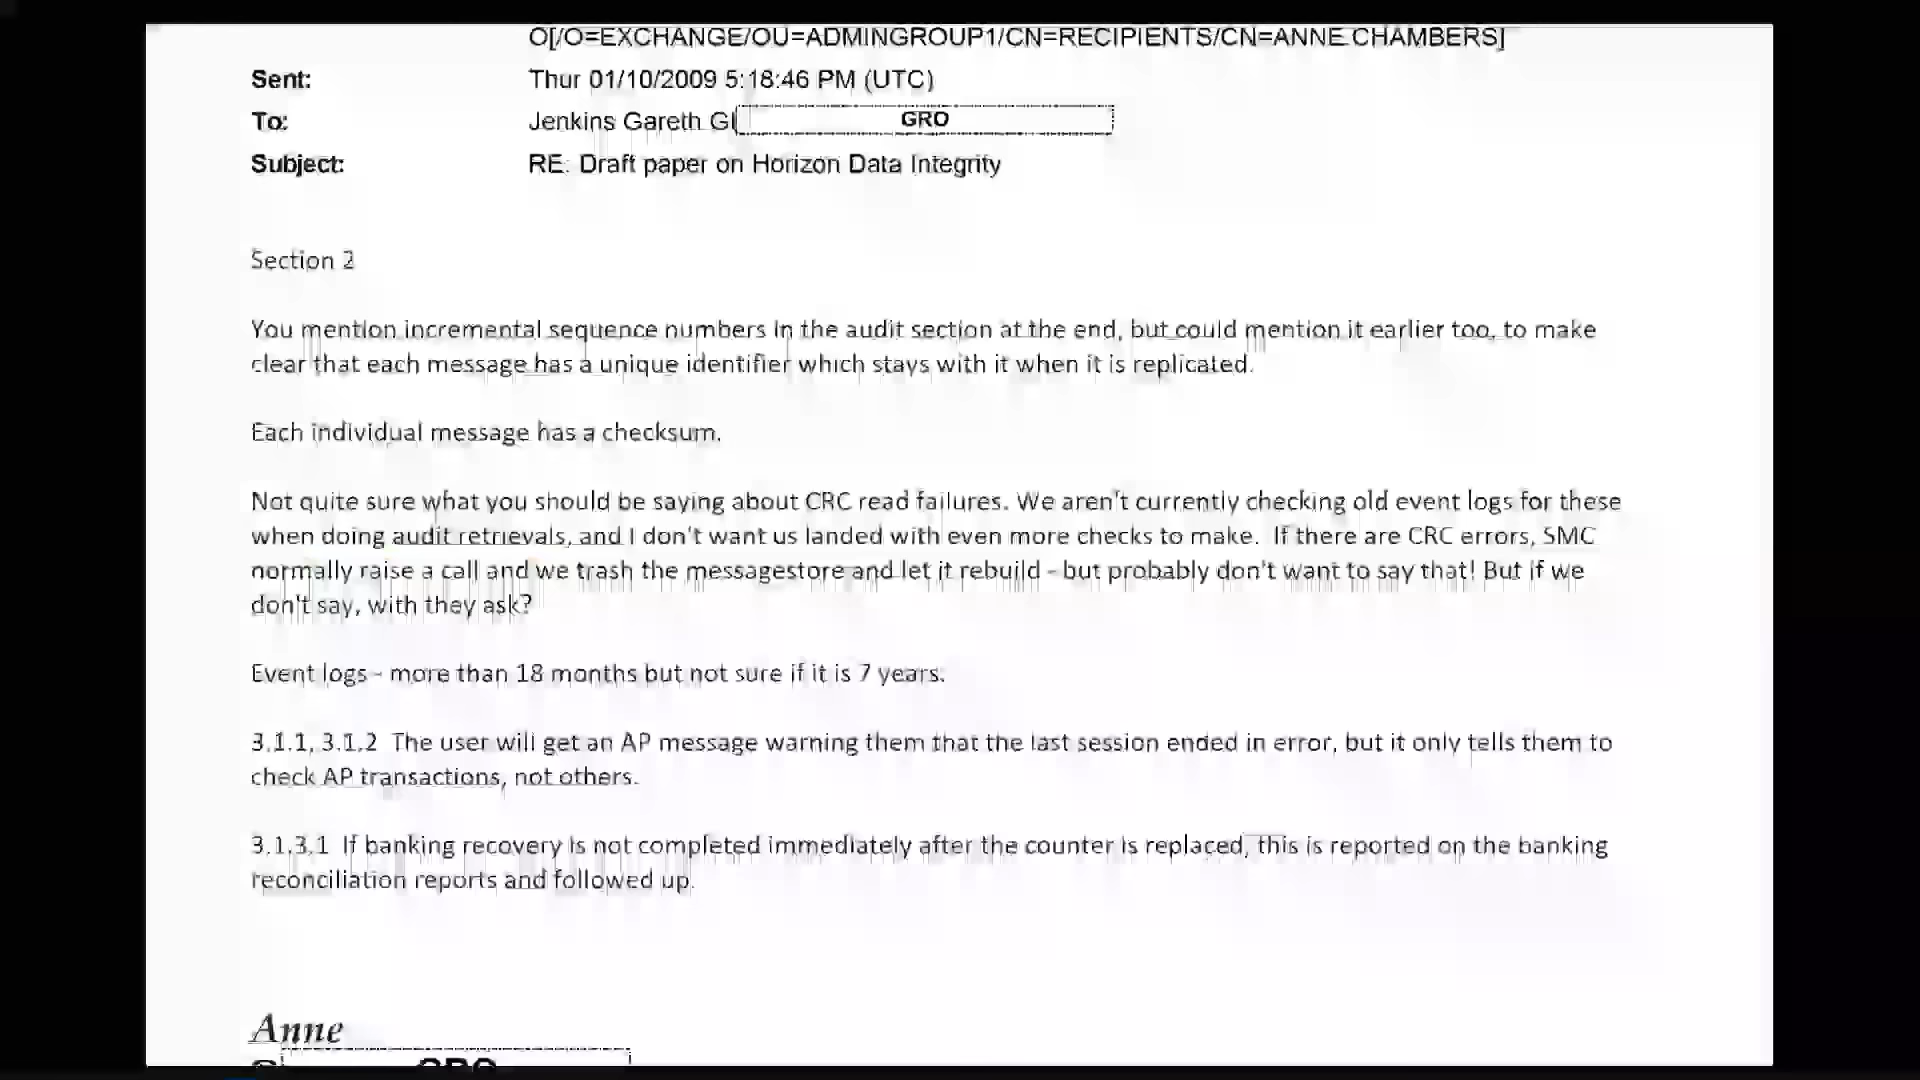 O[/O=EXCHANGE/OU=ADMINGROUP1/CN=RECIPIENTS/CN=ANNE.CHAMBERS]
Sent: Thur 01/10/2009 5:18:46 PM (UTC)
To: Jenkins Gareth GI GRO
Subject: RE: Draft paper on Horizon Data Integrity
Section 2
You mention incremental sequence numbers in the audit section at the end, but could mention it earlier too, to make
clear that each message has a unique identifier which stays with it when it is replicated.
Each individual message has a checksum.
Not quite sure what you should be saying about CRC read failures. We aren't currently checking old event logs for these
when doing audit retrievals, and I don't want us landed with even more checks to make. If there are CRC errors, SMC
normally raise a call and we trash the messagestore and let it rebuild - but probably don't want to say that! But if we
don't say, with they ask?
Event logs - more than 18 months but not sure if it is 7 years.
3.1.1, 3.1.2 The user will get an AP message warning them that the last session ended in error, but it only tells them to
check AP transactions, not others.
3.1.3.1 If banking recovery is not completed immediately after the counter is replaced, this is reported on the banking
reconciliation reports and followed up.
Anne
GRO